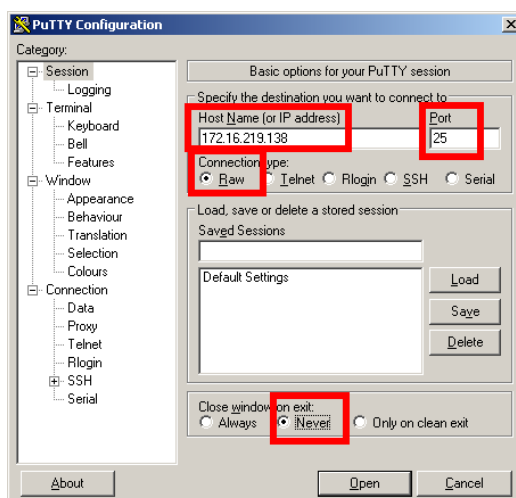 PuTTY Configuration
Category:
Session
Logging
Terminal
Keyboard
Bell
Features
Window
Appearance
Behaviour
Translation
Selection
Colours
Connection
Data
Proxy
Telnet
Rlogin
SSH
Serial
Basic options for your PuTTY session
Specify the destination you want to connect to
Host Name (or IP address) Port
172.16.219.138 25
Connection type:
Raw Telnet Rlogin SSH Serial
Load, save or delete a stored session
Saved Sessions
Default Settings
Load
Save
Delete
Close window on exit:
Always Never Only on clean exit
About Open Cancel